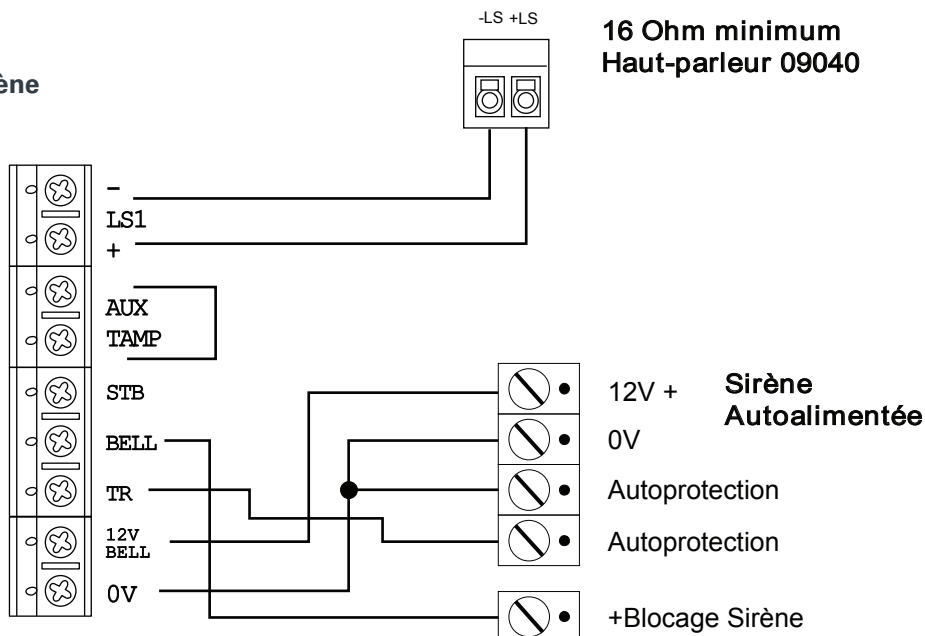 -LS +LS
16 Ohm minimum
Haut-parleur 09040
-
LS1
+
AUX
TAMP
STB
BELL
TR
12V
BELL
0V
12V +
0V
Autoprotection
Autoprotection
+Blocage Sirène
Sirène
Autoalimentée